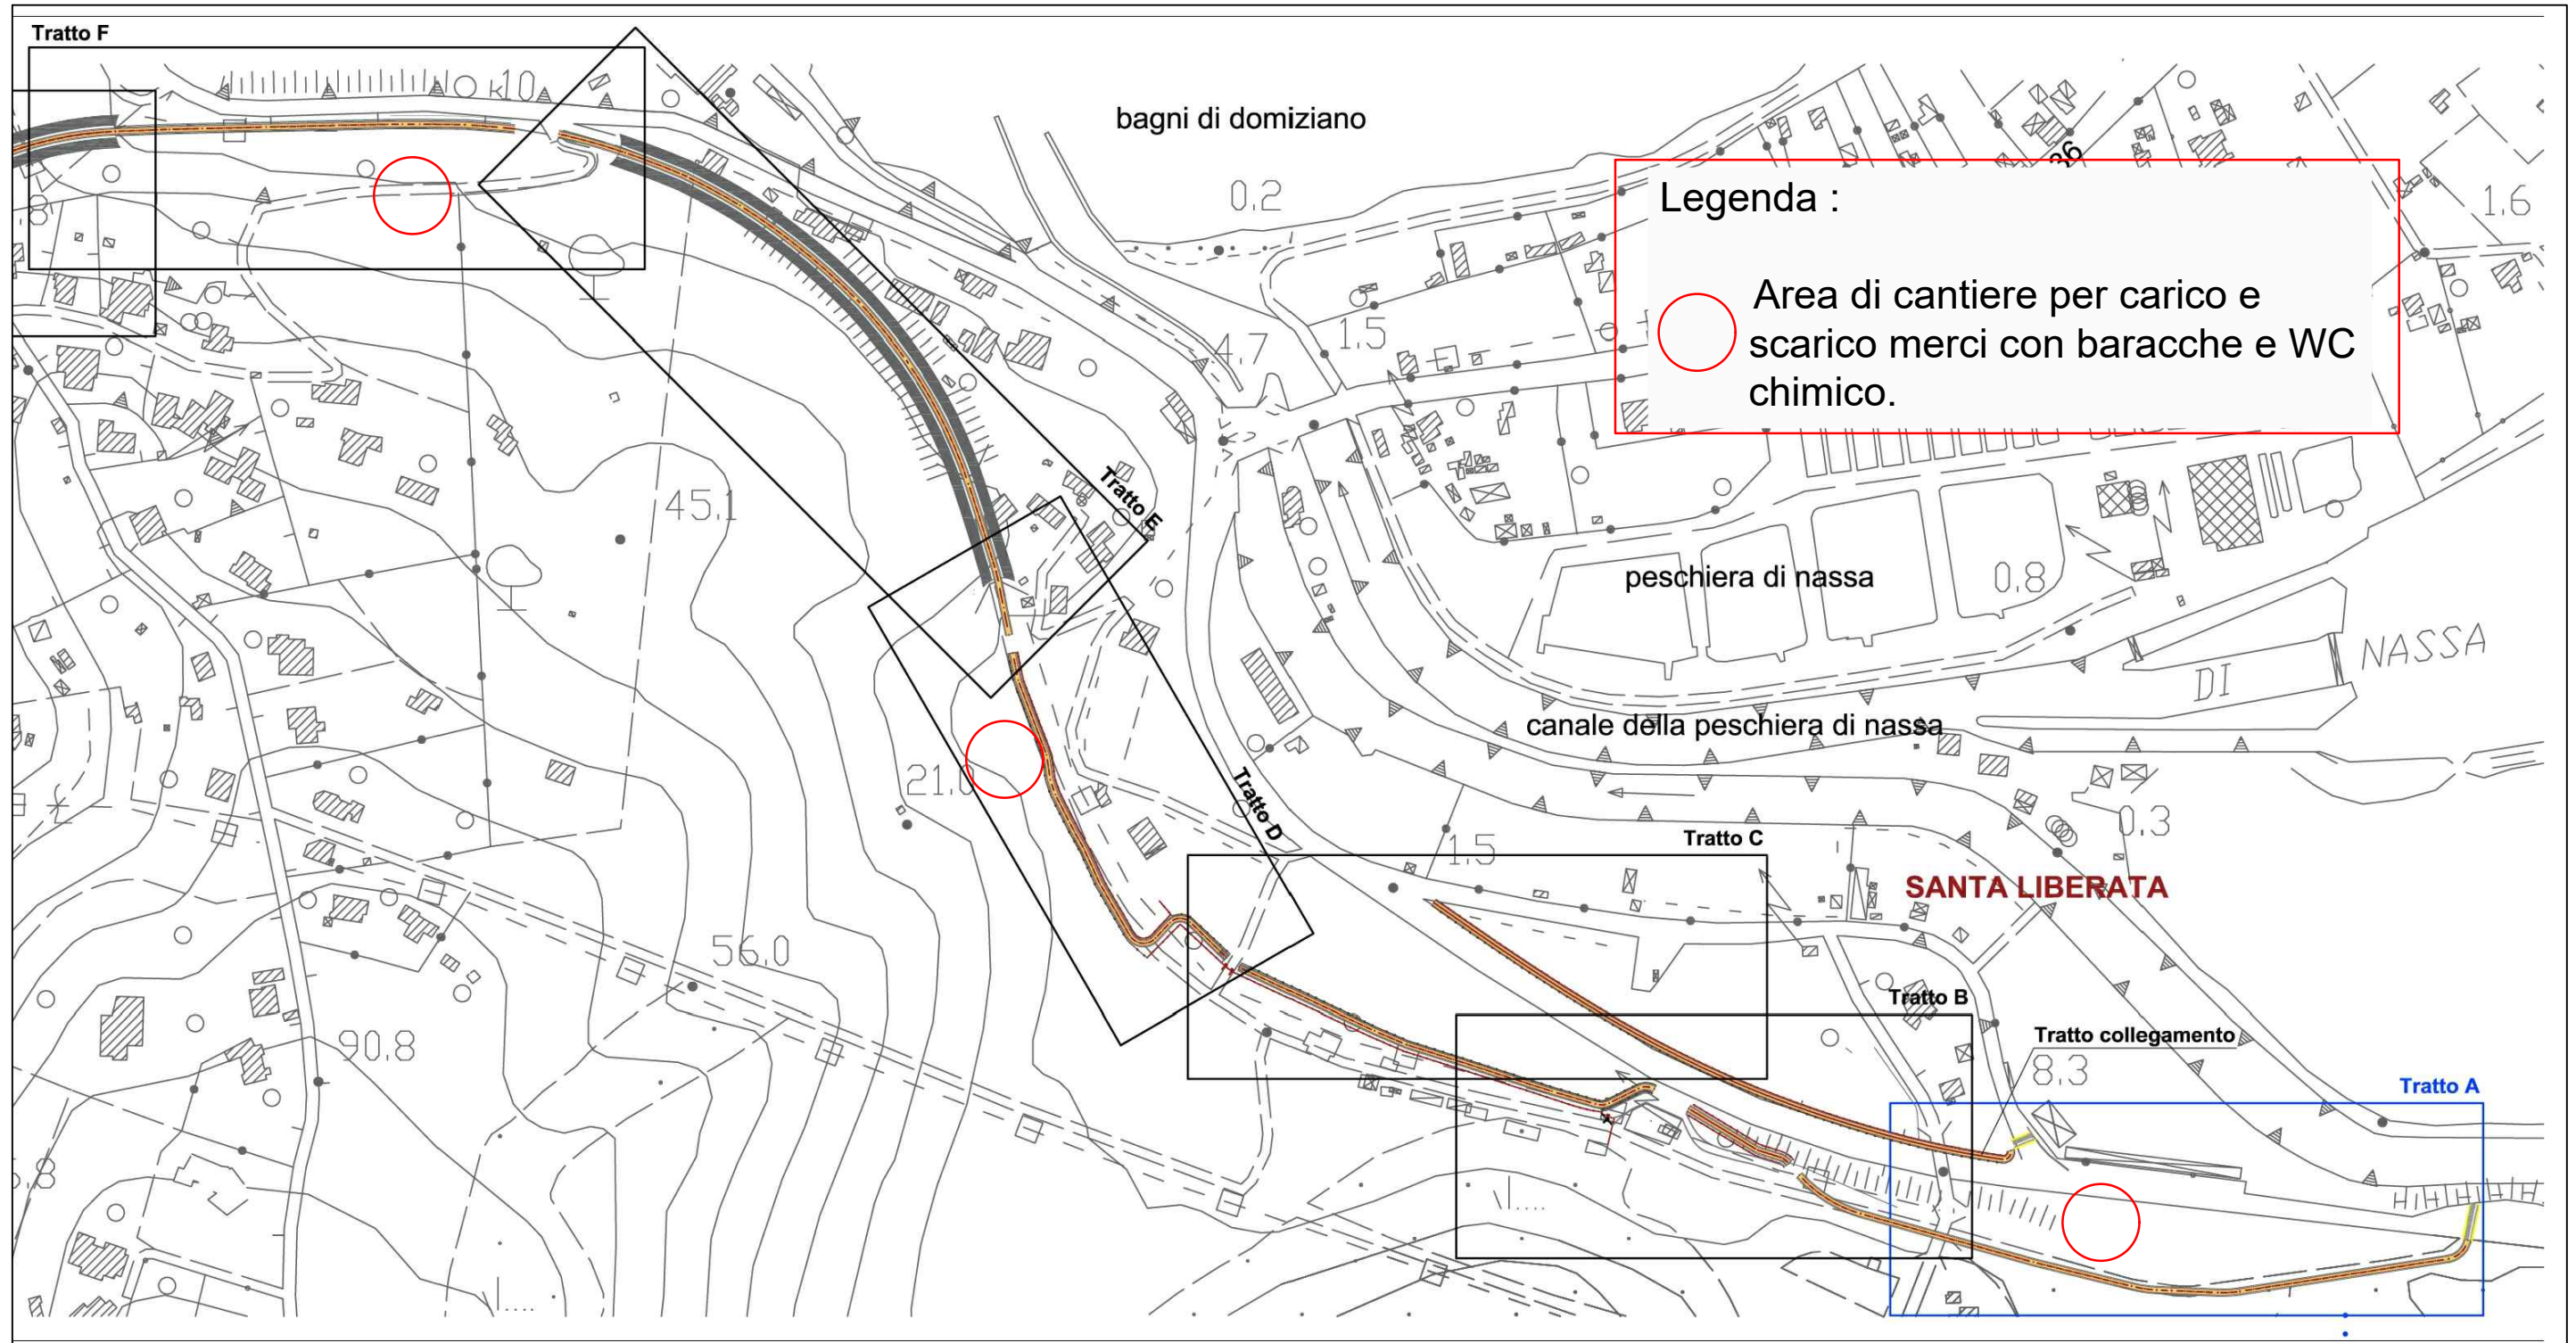 Tratto F
10
bagni di domiziano
36
0.2
1.6
Legenda :
Area di cantiere per carico e
scarico merci con baracche e WC
chimico.
4.7
1.5
45.1
Tratto E
peschiera di nassa
0.8
NASSA
DI
canale della peschiera di nassa
21.0
Tratto D
0.3
Tratto C
1.5
SANTA LIBERATA
56.0
Tratto B
90.8
Tratto collegamento
8.3
Tratto A